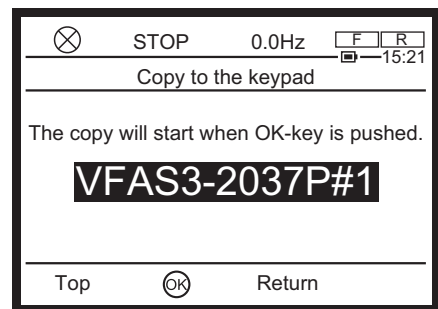 STOP 0.0Hz F R
15:21
Copy to the keypad
The copy will start when OK-key is pushed.
VFAS3-2037P#1
Top OK Return